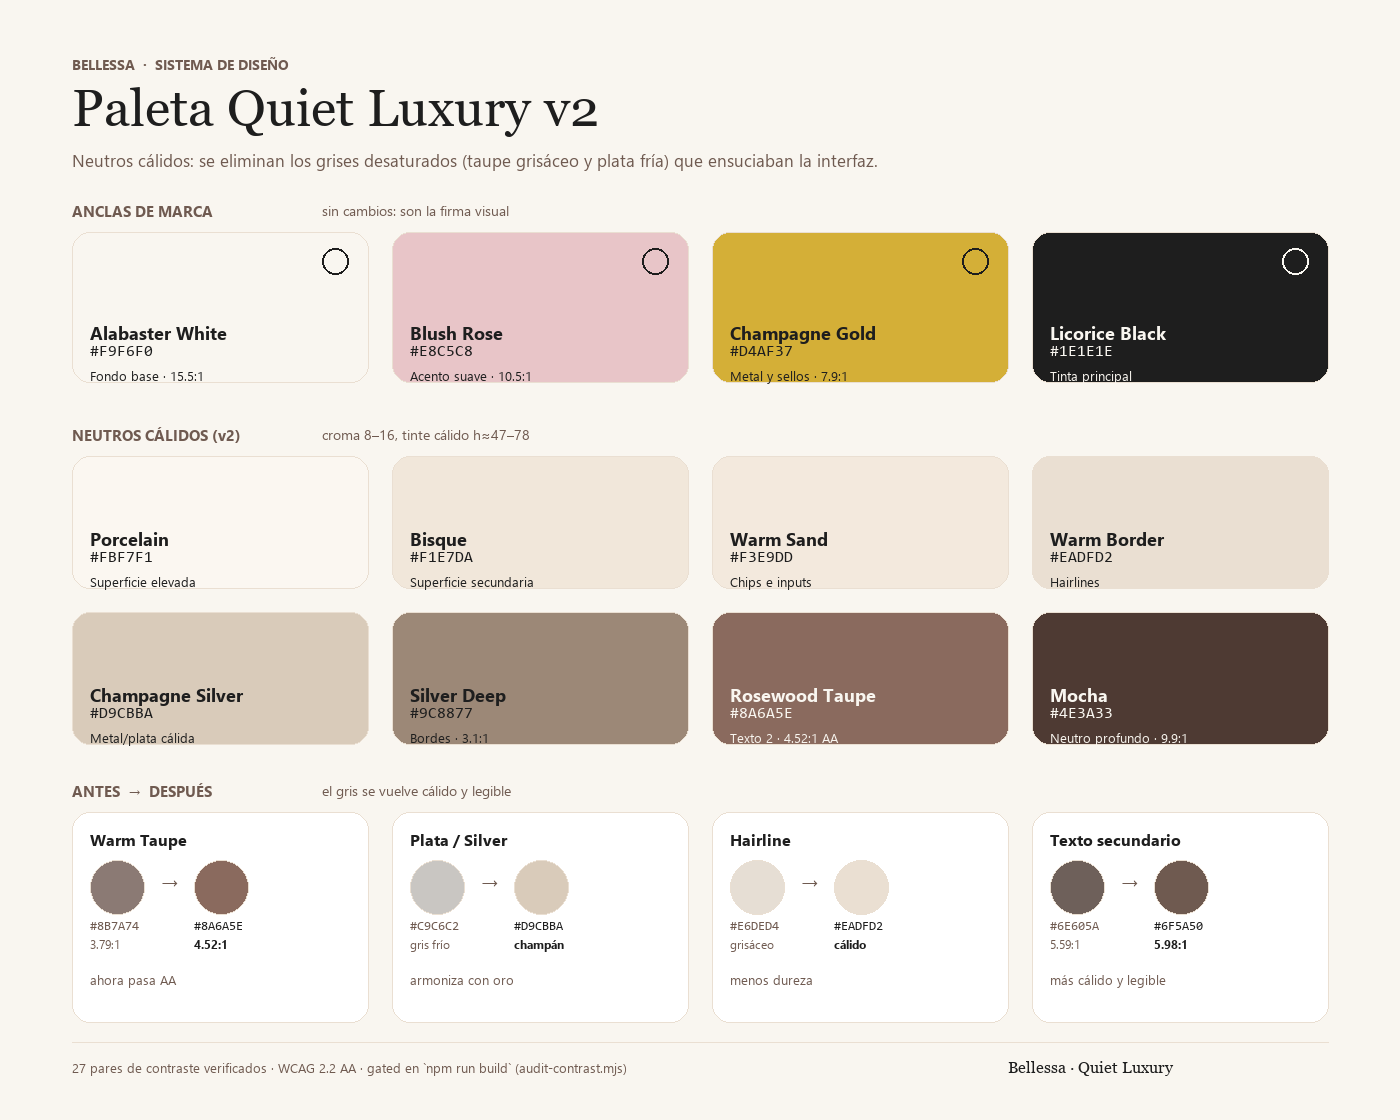 BELLESSA · SISTEMA DE DISEÑO
Paleta Quiet Luxury v2
Neutros cálidos: se eliminan los grises desaturados (taupe grisáceo y plata fría) que ensuciaban la interfaz.
ANCLAS DE MARCA
sin cambios: son la firma visual
Alabaster White
#F9F6F0
Fondo base · 15.5:1
Blush Rose
#E8C5C8
Acento suave · 10.5:1
Champagne Gold
#D4AF37
Metal y sellos · 7.9:1
Licorice Black
#1E1E1E
Tinta principal
NEUTROS CÁLIDOS (v2)
croma 8–16, tinte cálido h≈47–78
Porcelain
#FBF7F1
Superficie elevada
Bisque
#F1E7DA
Superficie secundaria
Warm Sand
#F3E9DD
Chips e inputs
Warm Border
#EADFD2
Hairlines
Champagne Silver
#D9CBBA
Metal/plata cálida
Silver Deep
#9C8877
Bordes · 3.1:1
Rosewood Taupe
#8A6A5E
Texto 2 · 4.52:1 AA
Mocha
#4E3A33
Neutro profundo · 9.9:1
ANTES → DESPUÉS
el gris se vuelve cálido y legible
Warm Taupe
→
#8B7A74
#8A6A5E
3.79:1
4.52:1
ahora pasa AA
Plata / Silver
→
#C9C6C2
#D9CBBA
gris frío
champán
armoniza con oro
Hairline
→
#E6DED4
#EADFD2
grisáceo
cálido
menos dureza
Texto secundario
→
#6E605A
#6F5A50
5.59:1
5.98:1
más cálido y legible
27 pares de contraste verificados · WCAG 2.2 AA · gated en `npm run build` (audit-contrast.mjs)
Bellessa · Quiet Luxury